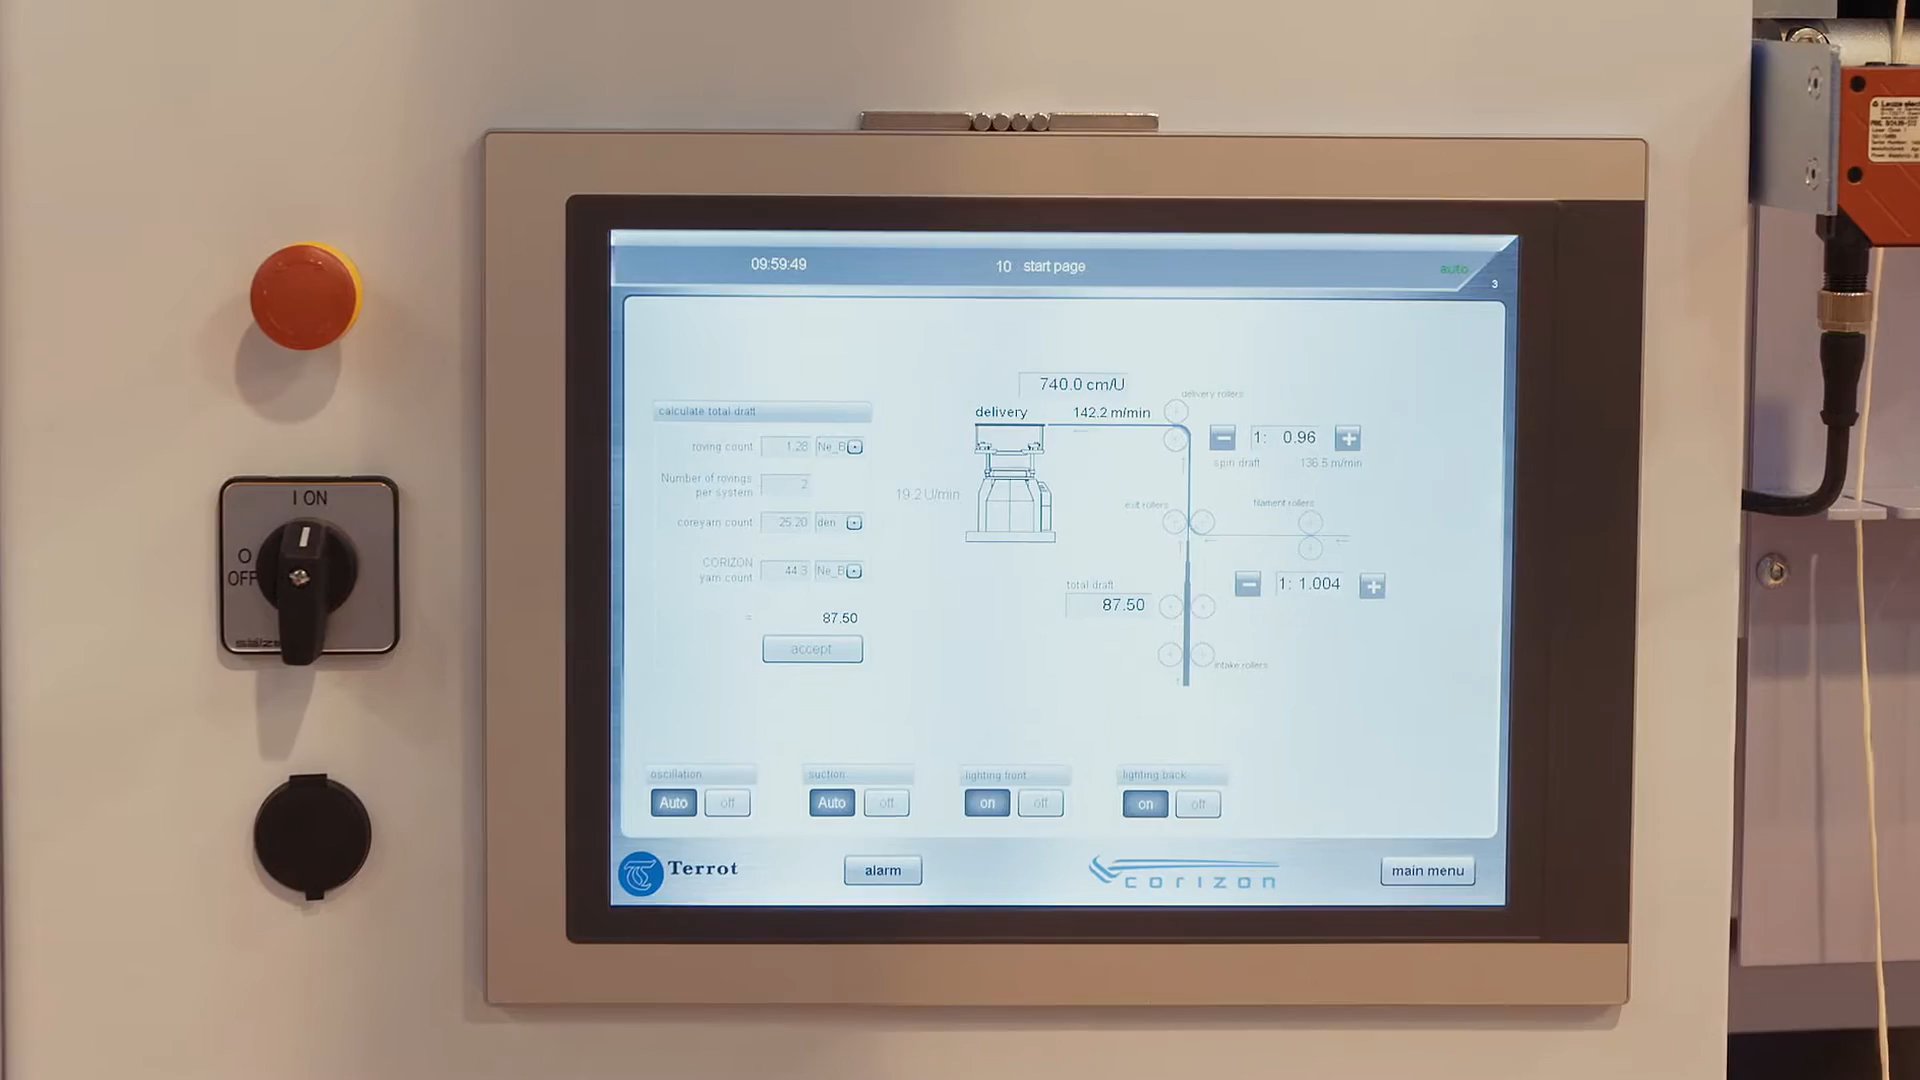 09:59:49
10 start page
auto
3
740.0 cm/U
delivery rollers
calculate total draft
delivery
142.2 m/min
1: 0.96
roving count 1.28 Ne_B
spin draft 136.5 m/min
Number of rovings
per system 2
19.2 U/min
exit rollers
filament rollers
coreyarn count 25.20 den
CORIZON
yarn count 44.3 Ne_B
total draft
1: 1.004
87.50
= 87.50
accept
intake rollers
oscillation
suction
lighting front
lighting back
Auto off
Auto off
on off
on off
Terrot
alarm
corizon
main menu
I ON
O
OFF